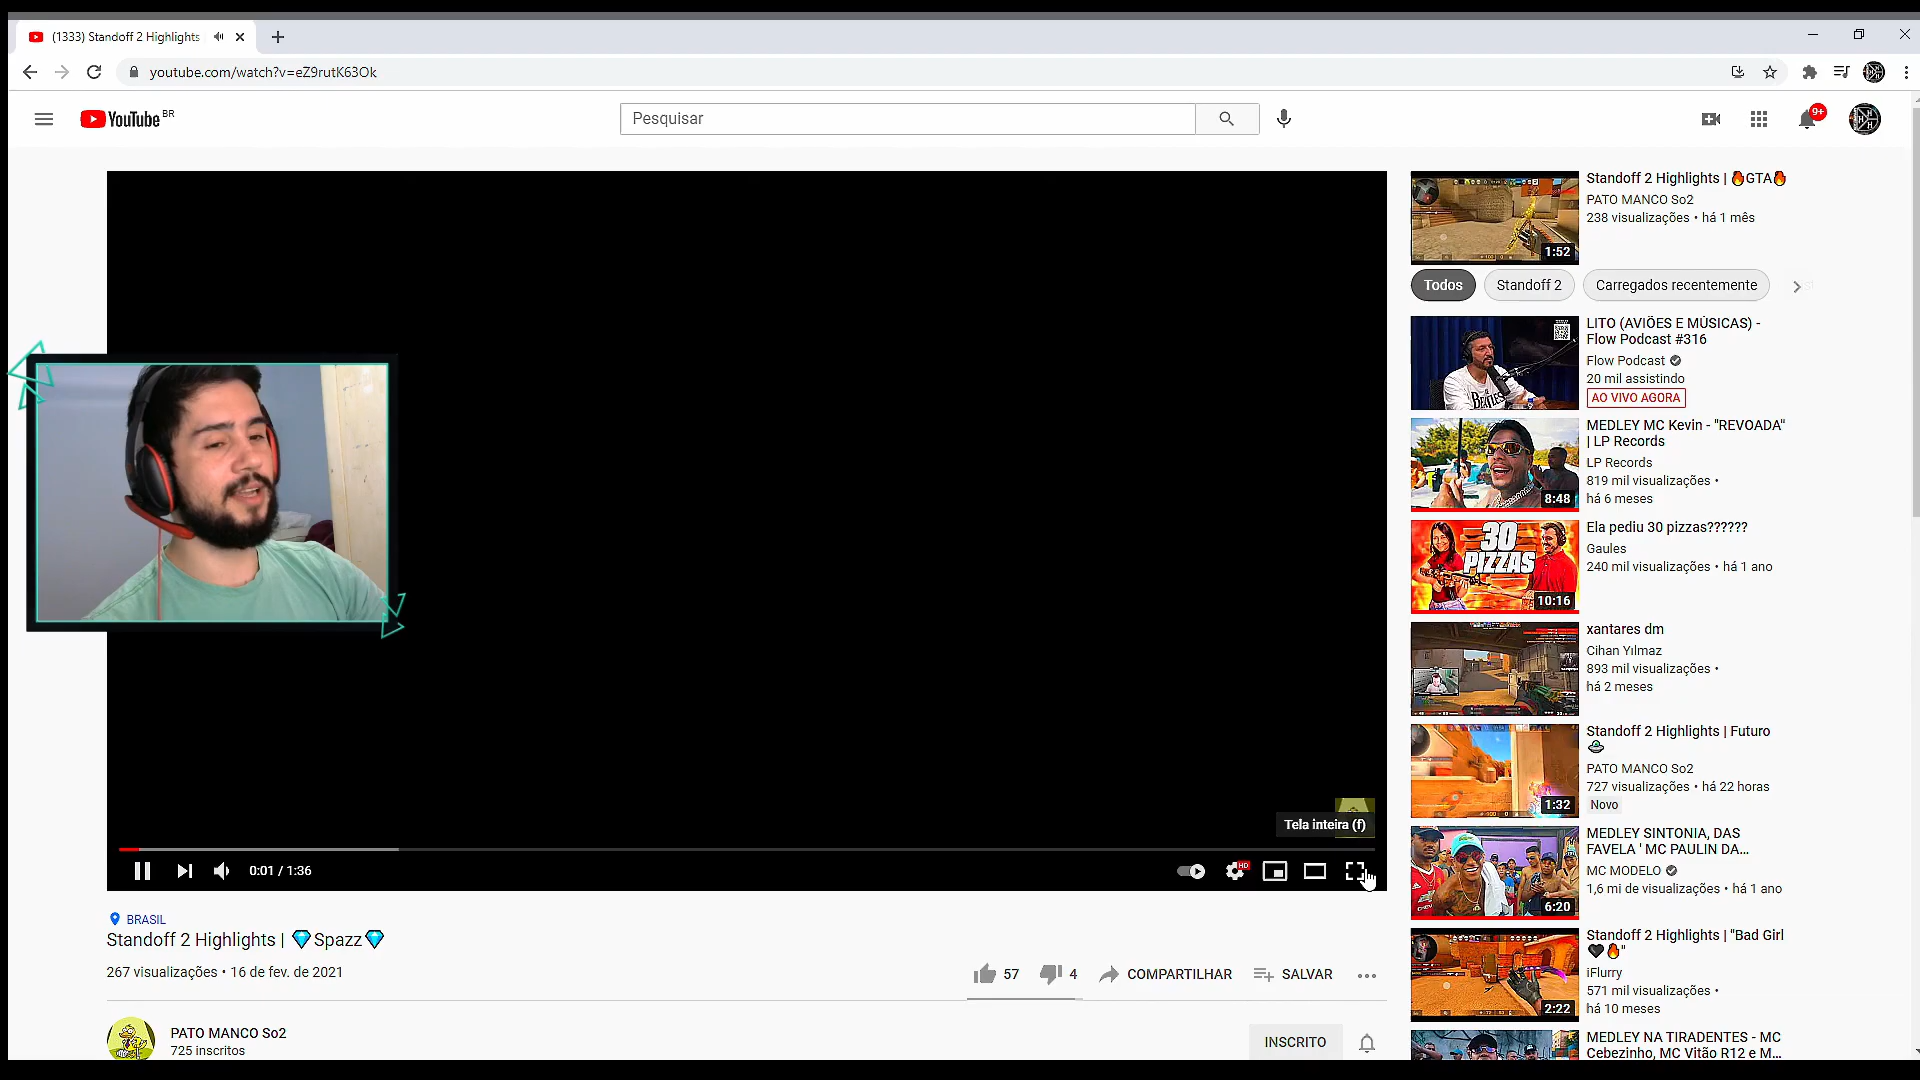 (1333) Standoff 2 Highlights
youtube.com/watch?v=eZ9rutK63Ok
YouTube BR
Pesquisar
9+
Tela inteira (f)
0:01 / 1:36
HD
BRASIL
Standoff 2 Highlights | 💎Spazz💎
267 visualizações • 16 de fev. de 2021
57
4
COMPARTILHAR
SALVAR
PATO MANCO So2
725 inscritos
INSCRITO
Standoff 2 Highlights | 🔥GTA🔥
PATO MANCO So2
238 visualizações • há 1 mês
1:52
Todos
Standoff 2
Carregados recentemente
LITO (AVIÕES E MÚSICAS) -
Flow Podcast #316
Flow Podcast
20 mil assistindo
AO VIVO AGORA
BEATLES
MEDLEY MC Kevin - "REVOADA"
| LP Records
LP Records
819 mil visualizações •
há 6 meses
8:48
Ela pediu 30 pizzas??????
Gaules
240 mil visualizações • há 1 ano
30
PIZZAS
10:16
xantares dm
Cihan Yılmaz
893 mil visualizações •
há 2 meses
Standoff 2 Highlights | Futuro
🛸
PATO MANCO So2
727 visualizações • há 22 horas
Novo
1:32
MEDLEY SINTONIA, DAS
FAVELA ' MC PAULIN DA...
MC MODELO
1,6 mi de visualizações • há 1 ano
6:20
Standoff 2 Highlights | "Bad Girl
🖤🔥"
iFlurry
571 mil visualizações •
há 10 meses
2:22
MEDLEY NA TIRADENTES - MC
Cebezinho, MC Vitão R12 e M...